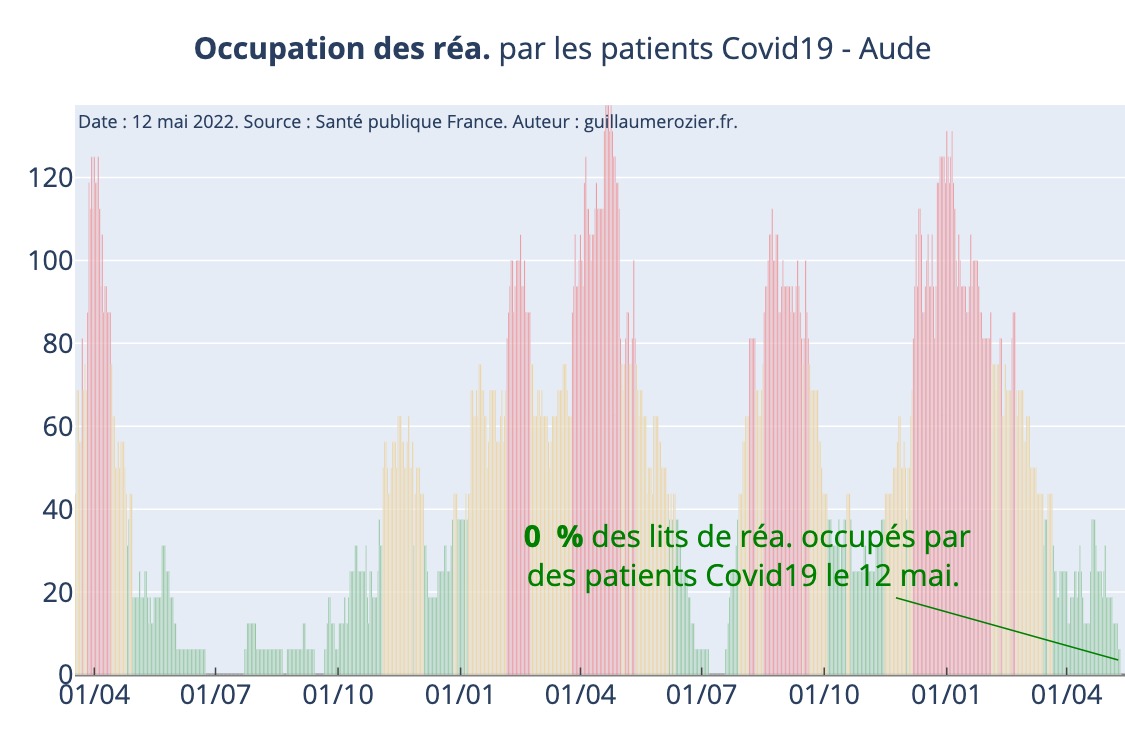 Occupation des réa. par les patients Covid19 - Aude
Date : 12 mai 2022. Source : Santé publique France. Auteur : guillaumerozier.fr.
120
100
80
60
40
20
0
0 % des lits de réa. occupés par
des patients Covid19 le 12 mai.
01/04 01/07 01/10 01/01 01/04 01/07 01/10 01/01 01/04